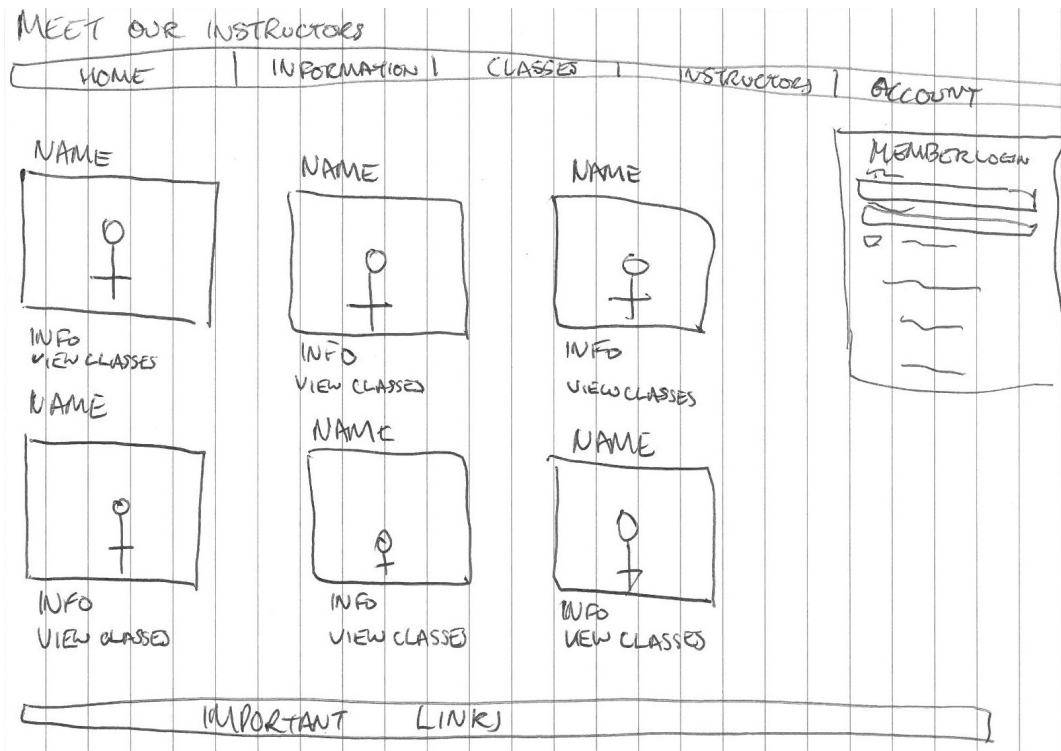 MEET OUR INSTRUCTORS
HOME | INFORMATION | CLASSES | INSTRUCTORS | ACCOUNT
MEMBER LOGIN
NAME NAME NAME
INFO INFO INFO
VIEW CLASSES VIEW CLASSES VIEW CLASSES
NAME NAME NAME
INFO INFO INFO
VIEW CLASSES VIEW CLASSES VIEW CLASSES
IMPORTANT LINKS